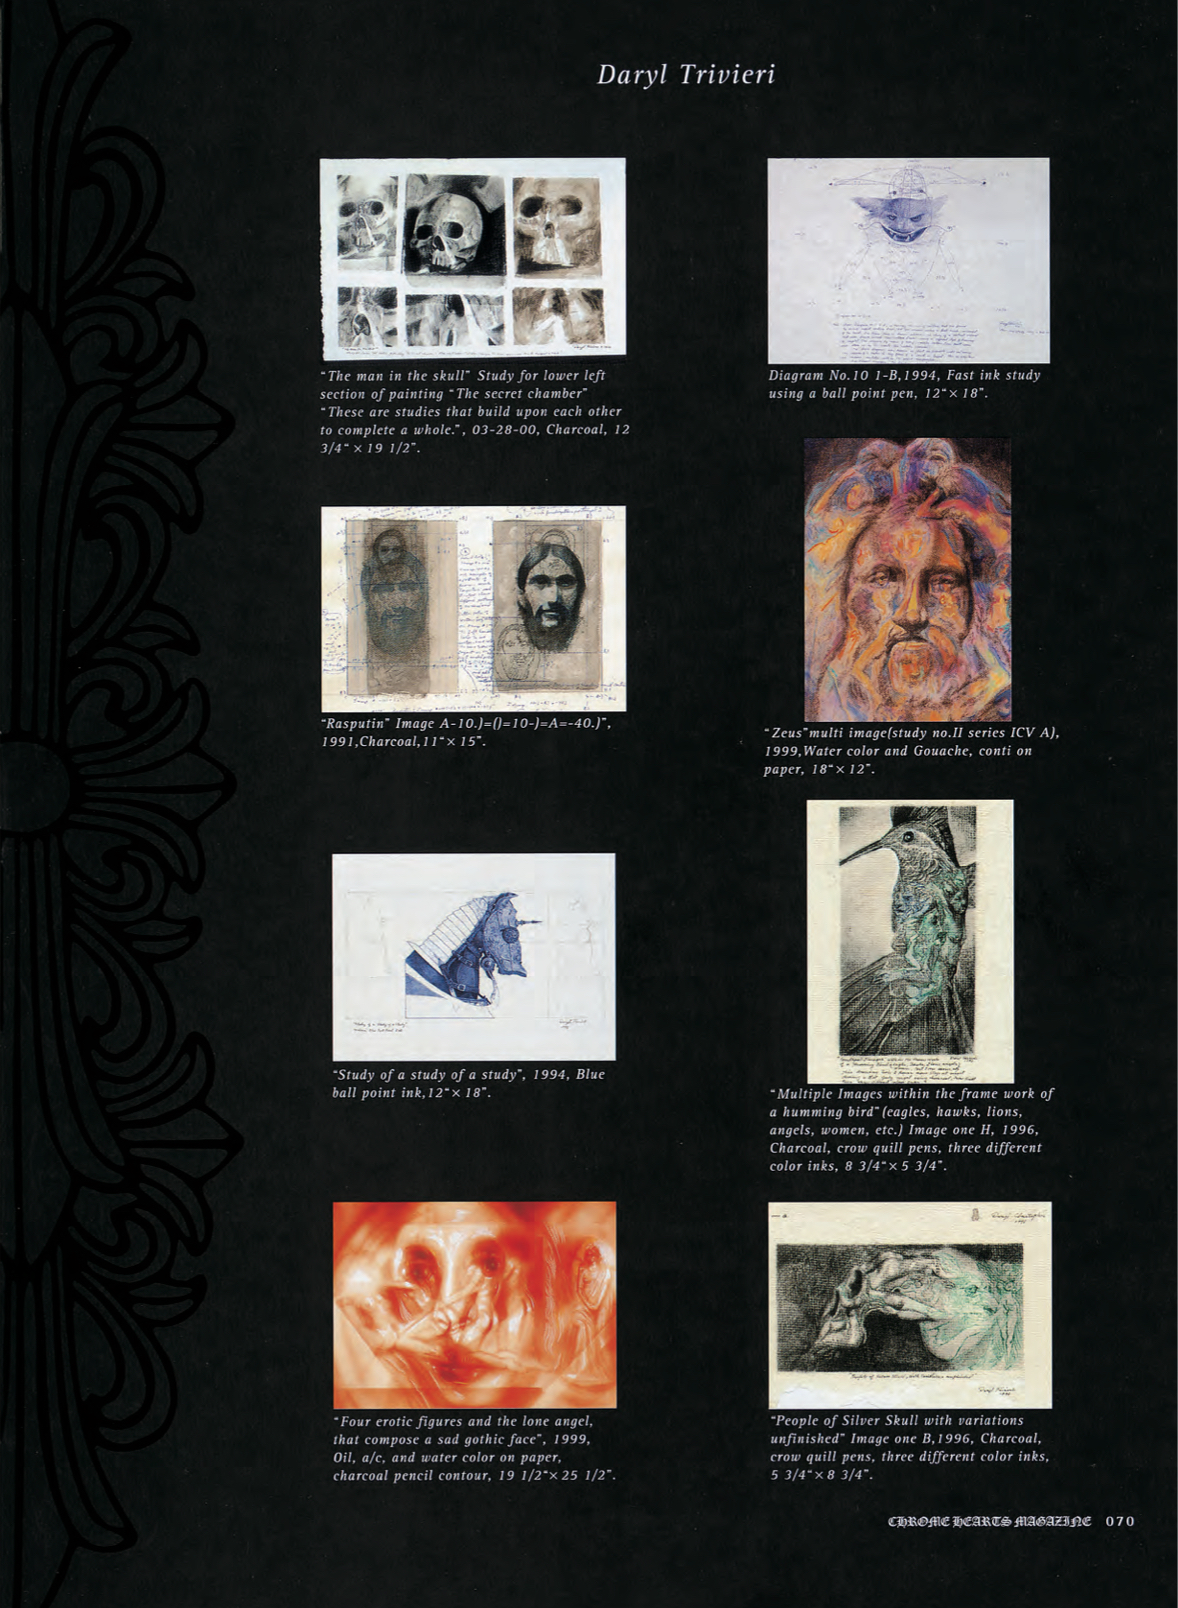 Daryl Trivieri
"The man in the skull" Study for lower left
section of painting "The secret chamber"
"These are studies that build upon each other
to complete a whole.", 03-28-00, Charcoal, 12
3/4" × 19 1/2".
"Rasputin" Image A-10.)=()=10-)=A=-40.)",
1991,Charcoal,11"× 15".
"Study of a study of a study", 1994, Blue
ball point ink,12"× 18".
"Four erotic figures and the lone angel,
that compose a sad gothic face", 1999,
Oil, a/c, and water color on paper,
charcoal pencil contour, 19 1/2"× 25 1/2".
Diagram No.10 1-B,1994, Fast ink study
using a ball point pen, 12"× 18".
"Zeus"multi image(study no.II series ICV A),
1999,Water color and Gouache, conti on
paper, 18"× 12".
"Multiple Images within the frame work of
a humming bird" (eagles, hawks, lions,
angels, women, etc.) Image one H, 1996,
Charcoal, crow quill pens, three different
color inks, 8 3/4"× 5 3/4".
"People of Silver Skull with variations
unfinished" Image one B,1996, Charcoal,
crow quill pens, three different color inks,
5 3/4"× 8 3/4".
CHROME HEARTS MAGAZINE 070